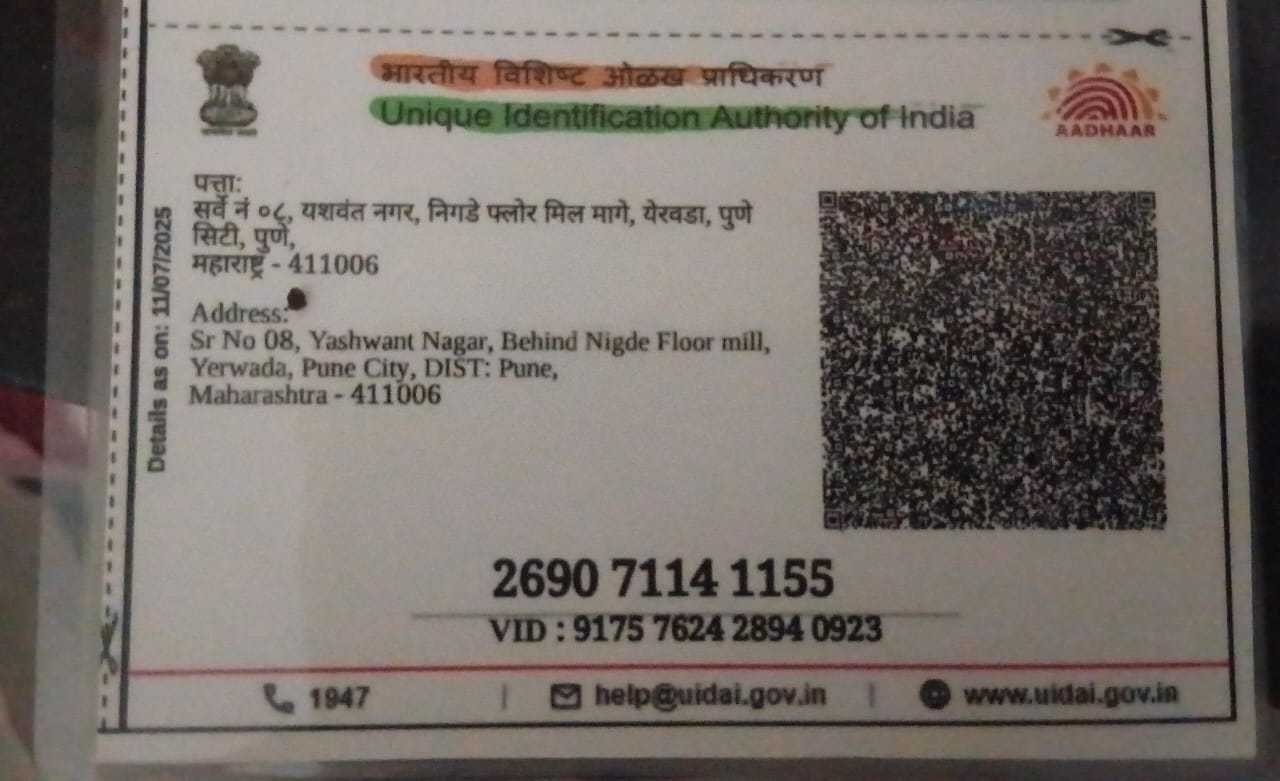 भारतीय विशिष्ट ओळख प्राधिकरण
Unique Identification Authority of India
AADHAAR
पत्ता:
सर्वे नं ०८, यशवंत नगर, निगडे फ्लोर मिल मागे, येरवडा, पुणे
सिटी, पुणे,
महाराष्ट्र - 411006
Address:
Sr No 08, Yashwant Nagar, Behind Nigde Floor mill,
Yerwada, Pune City, DIST: Pune,
Maharashtra - 411006
Details as on: 11/07/2025
2690 7114 1155
VID : 9175 7624 2894 0923
1947 | help@uidai.gov.in | www.uidai.gov.in